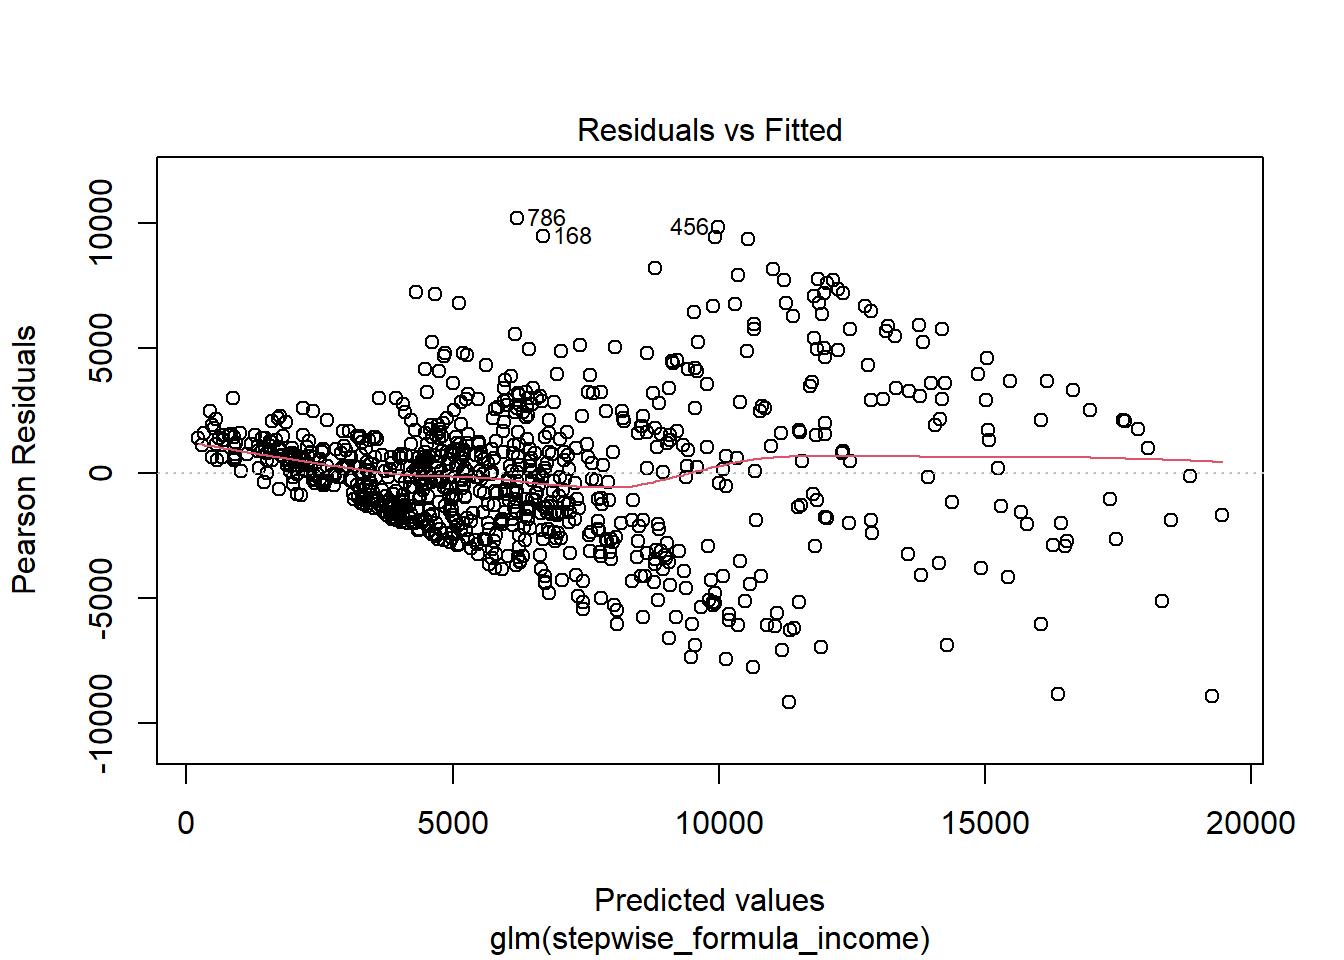 Residuals vs Fitted
Pearson Residuals
10000
5000
0
-5000
-10000
786
168
456
0 5000 10000 15000 20000
Predicted values
glm(stepwise_formula_income)